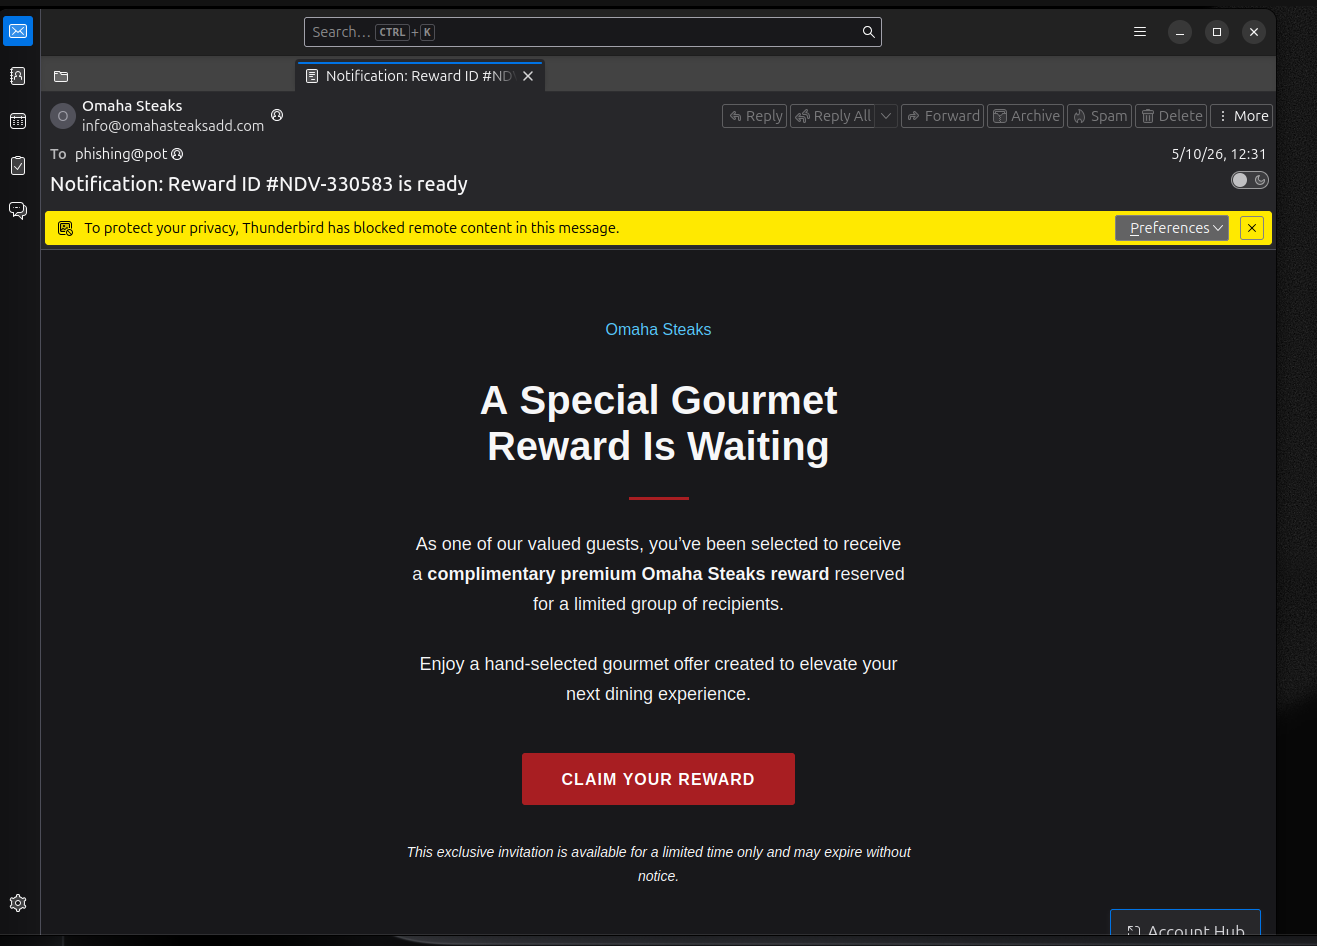 Search... CTRL + K
Notification: Reward ID #ND
O
Omaha Steaks
info@omahasteaksadd.com
Reply
Reply All
Forward
Archive
Spam
Delete
More
To phishing@pot
5/10/26, 12:31
Notification: Reward ID #NDV-330583 is ready
To protect your privacy, Thunderbird has blocked remote content in this message.
Preferences
Omaha Steaks
A Special Gourmet
Reward Is Waiting
As one of our valued guests, you’ve been selected to receive
a complimentary premium Omaha Steaks reward reserved
for a limited group of recipients.
Enjoy a hand-selected gourmet offer created to elevate your
next dining experience.
CLAIM YOUR REWARD
This exclusive invitation is available for a limited time only and may expire without
notice.
Account Hub